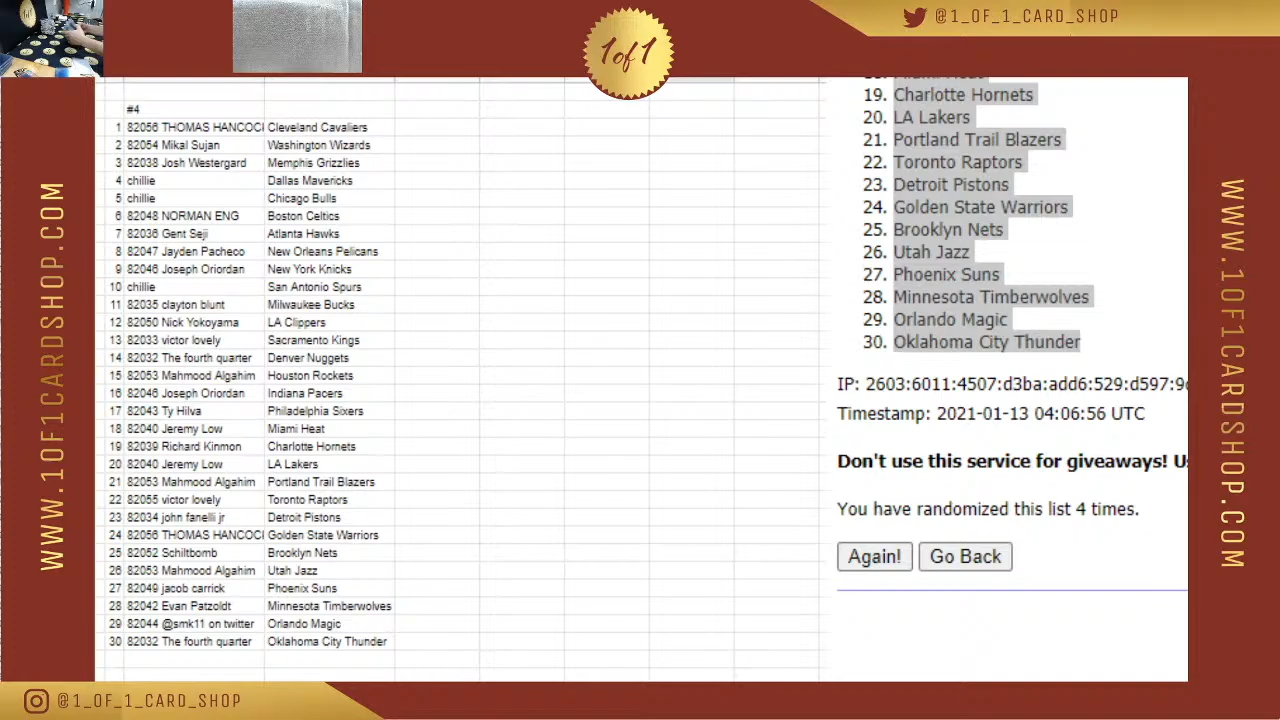 1of1
@1_OF_1_CARD_SHOP
WWW.1OF1CARDSHOP.COM
#4
1 82056 THOMAS HANCOC Cleveland Cavaliers
2 82054 Mikal Sujan Washington Wizards
3 82038 Josh Westergard Memphis Grizzlies
4 chillie Dallas Mavericks
5 chillie Chicago Bulls
6 82048 NORMAN ENG Boston Celtics
7 82036 Gent Seji Atlanta Hawks
8 82047 Jayden Pacheco New Orleans Pelicans
9 82046 Joseph Oriordan New York Knicks
10 chillie San Antonio Spurs
11 82035 clayton blunt Milwaukee Bucks
12 82050 Nick Yokoyama LA Clippers
13 82033 victor lovely Sacramento Kings
14 82032 The fourth quarter Denver Nuggets
15 82053 Mahmood Algahim Houston Rockets
16 82046 Joseph Oriordan Indiana Pacers
17 82043 Ty Hilva Philadelphia Sixers
18 82040 Jeremy Low Miami Heat
19 82039 Richard Kinmon Charlotte Hornets
20 82040 Jeremy Low LA Lakers
21 82053 Mahmood Algahim Portland Trail Blazers
22 82055 victor lovely Toronto Raptors
23 82034 john fanelli jr Detroit Pistons
24 82056 THOMAS HANCOC Golden State Warriors
25 82052 Schiltbomb Brooklyn Nets
26 82053 Mahmood Algahim Utah Jazz
27 82049 jacob carrick Phoenix Suns
28 82042 Evan Patzoldt Minnesota Timberwolves
29 82044 @smk11 on twitter Orlando Magic
30 82032 The fourth quarter Oklahoma City Thunder
19. Charlotte Hornets
20. LA Lakers
21. Portland Trail Blazers
22. Toronto Raptors
23. Detroit Pistons
24. Golden State Warriors
25. Brooklyn Nets
26. Utah Jazz
27. Phoenix Suns
28. Minnesota Timberwolves
29. Orlando Magic
30. Oklahoma City Thunder
IP: 2603:6011:4507:d3ba:add6:529:d597:9
Timestamp: 2021-01-13 04:06:56 UTC
Don't use this service for giveaways!
You have randomized this list 4 times.
Again! Go Back
WWW.1OF1CARDSHOP.COM
@1_OF_1_CARD_SHOP